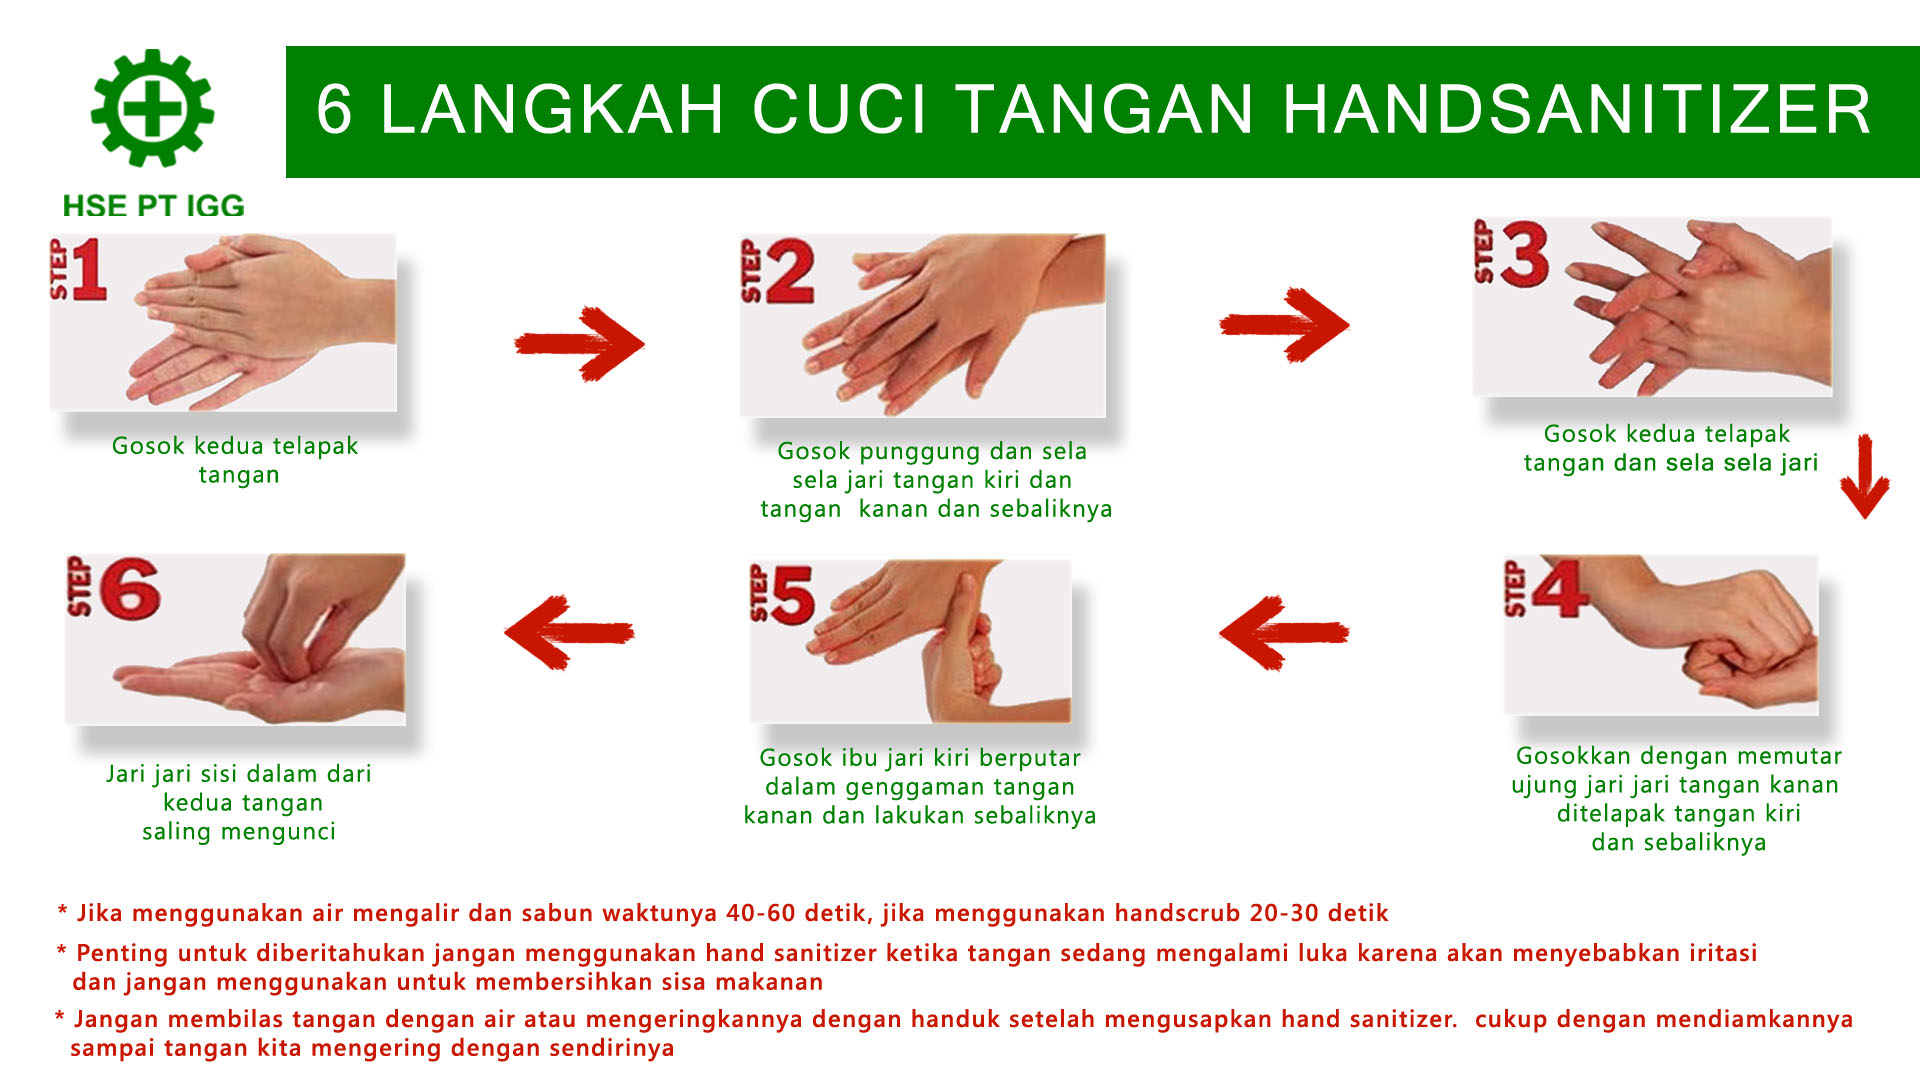 6 LANGKAH CUCI TANGAN HANDSANITIZER
HSE PT IGG
STEP 1
Gosok kedua telapak
tangan
STEP 2
Gosok punggung dan sela
sela jari tangan kiri dan
tangan kanan dan sebaliknya
STEP 3
Gosok kedua telapak
tangan dan sela sela jari
STEP 4
Gosokkan dengan memutar
ujung jari jari tangan kanan
ditelapak tangan kiri
dan sebaliknya
STEP 5
Gosok ibu jari kiri berputar
dalam genggaman tangan
kanan dan lakukan sebaliknya
STEP 6
Jari jari sisi dalam dari
kedua tangan
saling mengunci
* Jika menggunakan air mengalir dan sabun waktunya 40-60 detik, jika menggunakan handscrub 20-30 detik
* Penting untuk diberitahukan jangan menggunakan hand sanitizer ketika tangan sedang mengalami luka karena akan menyebabkan iritasi
dan jangan menggunakan untuk membersihkan sisa makanan
* Jangan membilas tangan dengan air atau mengeringkannya dengan handuk setelah mengusapkan hand sanitizer. cukup dengan mendiamkannya
sampai tangan kita mengering dengan sendirinya